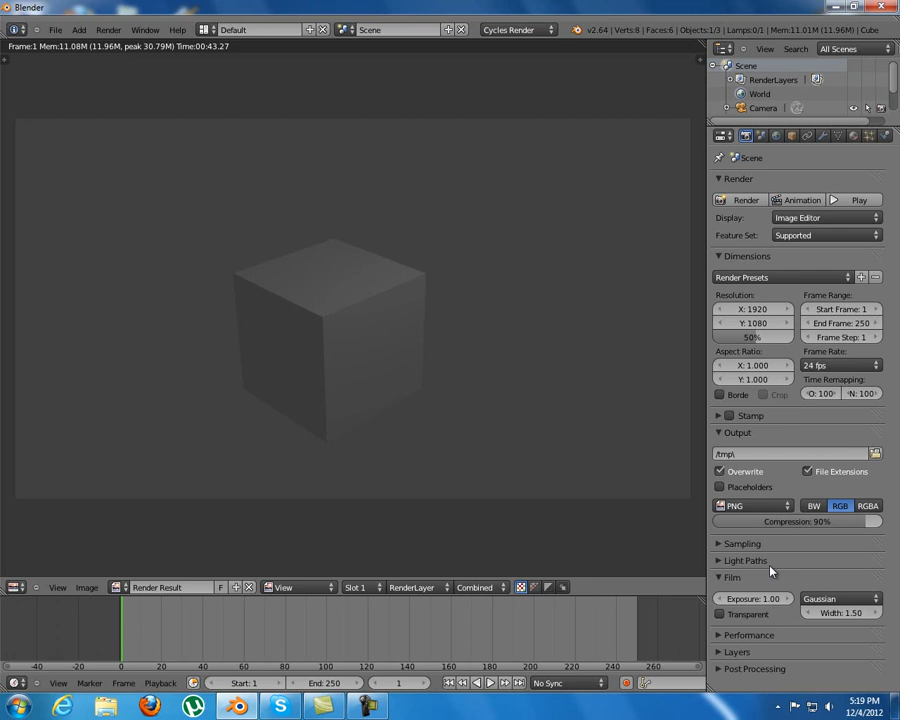 Blender
File Add Render Window Help Default Scene Cycles Render v2.64 | Verts:8 | Faces:6 | Objects:1/3 | Lamps:0/1 | Mem:11.01M (11.96M) | Cube
Frame:1 Mem:11.08M (11.96M, peak 30.79M) Time:00:43.27
View Search All Scenes
Scene
RenderLayers
World
Camera
Scene
Render
Render Animation Play
Display: Image Editor
Feature Set: Supported
Dimensions
Render Presets
Resolution: Frame Range:
X: 1920 Start Frame: 1
Y: 1080 End Frame: 250
50% Frame Step: 1
Aspect Ratio: Frame Rate:
X: 1.000 24 fps
Y: 1.000 Time Remapping:
Borde Crop O: 100 N: 100
Stamp
Output
/tmp\
Overwrite File Extensions
Placeholders
PNG BW RGB RGBA
Compression: 90%
Sampling
Light Paths
Film
Exposure: 1.00 Gaussian
Transparent Width: 1.50
Performance
Layers
Post Processing
View Image Render Result F View Slot 1 RenderLayer Combined
-40 -20 0 20 40 60 80 100 120 140 160 180 200 220 240 260
View Marker Frame Playback Start: 1 End: 250 1 No Sync
5:19 PM
12/4/2012